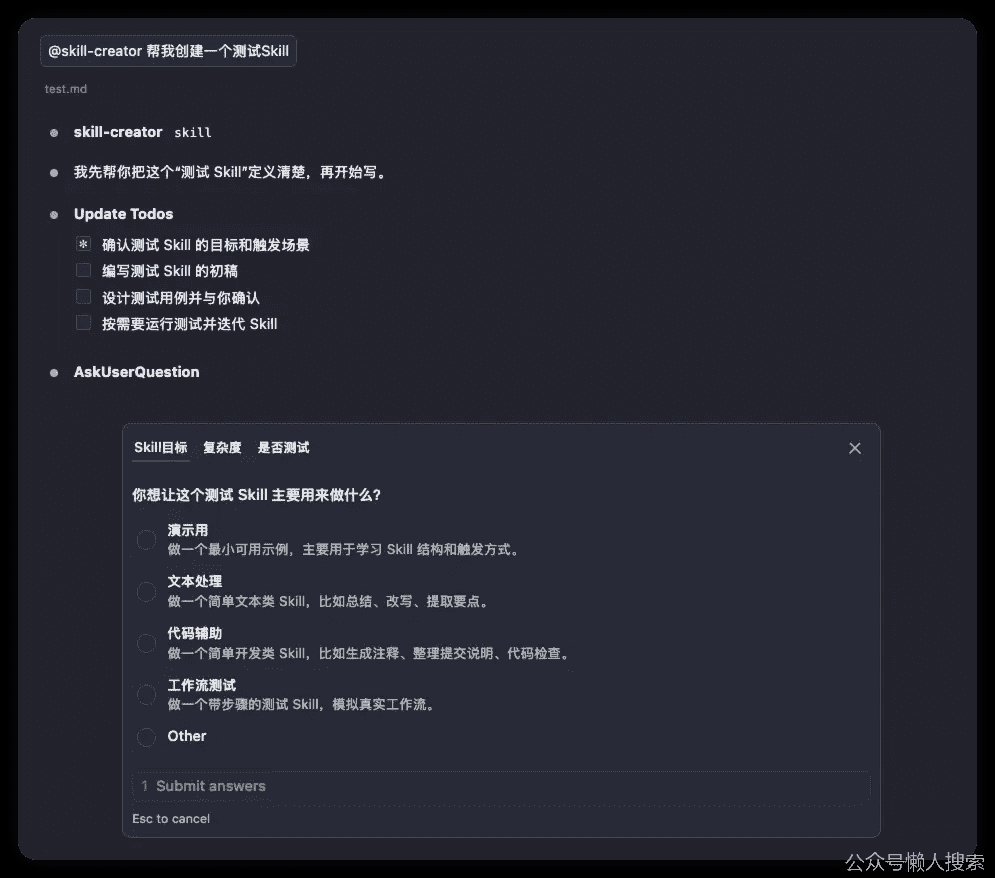 @skill-creator 帮我创建一个测试Skill
test.md
skill-creator skill
我先帮你把这个“测试 Skill”定义清楚，再开始写。
Update Todos
确认测试 Skill 的目标和触发场景
编写测试 Skill 的初稿
设计测试用例并与你确认
按需要运行测试并迭代 Skill
AskUserQuestion
Skill目标 复杂度 是否测试
你想让这个测试 Skill 主要用来做什么?
演示用
做一个最小可用示例，主要用于学习 Skill 结构和触发方式。
文本处理
做一个简单文本类 Skill，比如总结、改写、提取要点。
代码辅助
做一个简单开发类 Skill，比如生成注释、整理提交说明、代码检查。
工作流测试
做一个带步骤的测试 Skill，模拟真实工作流。
Other
1 Submit answers
Esc to cancel
公众号懒人搜索